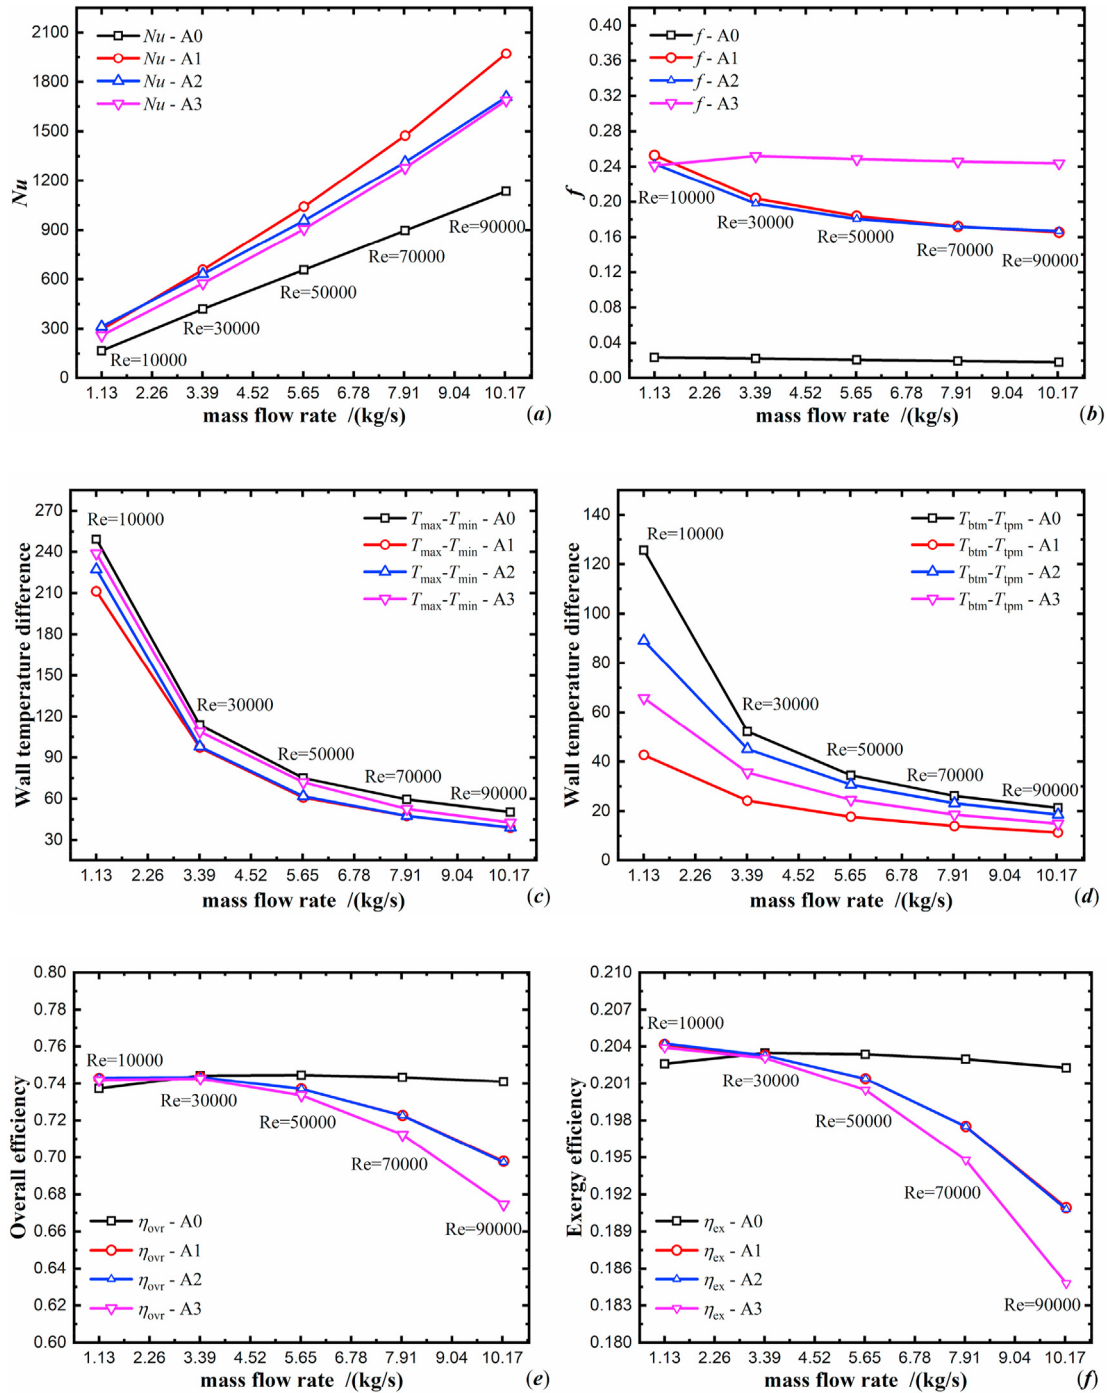 2100
1800
1500
1200
900
600
300
0
Nu
Nu - A0
Nu - A1
Nu - A2
Nu - A3
Re=10000
Re=30000
Re=50000
Re=70000
Re=90000
1.13 2.26 3.39 4.52 5.65 6.78 7.91 9.04 10.17
mass flow rate /(kg/s)
(a)
0.40
0.36
0.32
0.28
0.24
0.20
0.16
0.12
0.08
0.04
0.00
f
f - A0
f - A1
f - A2
f - A3
Re=10000
Re=30000
Re=50000
Re=70000
Re=90000
1.13 2.26 3.39 4.52 5.65 6.78 7.91 9.04 10.17
mass flow rate /(kg/s)
(b)
270
240
210
180
150
120
90
60
30
Wall temperature difference
Tmax-Tmin - A0
Tmax-Tmin - A1
Tmax-Tmin - A2
Tmax-Tmin - A3
Re=10000
Re=30000
Re=50000
Re=70000
Re=90000
1.13 2.26 3.39 4.52 5.65 6.78 7.91 9.04 10.17
mass flow rate /(kg/s)
(c)
140
120
100
80
60
40
20
0
Wall temperature difference
Tbtm-Ttpm - A0
Tbtm-Ttpm - A1
Tbtm-Ttpm - A2
Tbtm-Ttpm - A3
Re=10000
Re=30000
Re=50000
Re=70000
Re=90000
1.13 2.26 3.39 4.52 5.65 6.78 7.91 9.04 10.17
mass flow rate /(kg/s)
(d)
0.80
0.78
0.76
0.74
0.72
0.70
0.68
0.66
0.64
0.62
0.60
Overall efficiency
Re=10000
Re=30000
Re=50000
Re=70000
Re=90000
ηovr - A0
ηovr - A1
ηovr - A2
ηovr - A3
1.13 2.26 3.39 4.52 5.65 6.78 7.91 9.04 10.17
mass flow rate /(kg/s)
(e)
0.210
0.207
0.204
0.201
0.198
0.195
0.192
0.189
0.186
0.183
0.180
Exergy efficiency
Re=10000
Re=30000
Re=50000
Re=70000
Re=90000
ηex - A0
ηex - A1
ηex - A2
ηex - A3
1.13 2.26 3.39 4.52 5.65 6.78 7.91 9.04 10.17
mass flow rate /(kg/s)
(f)